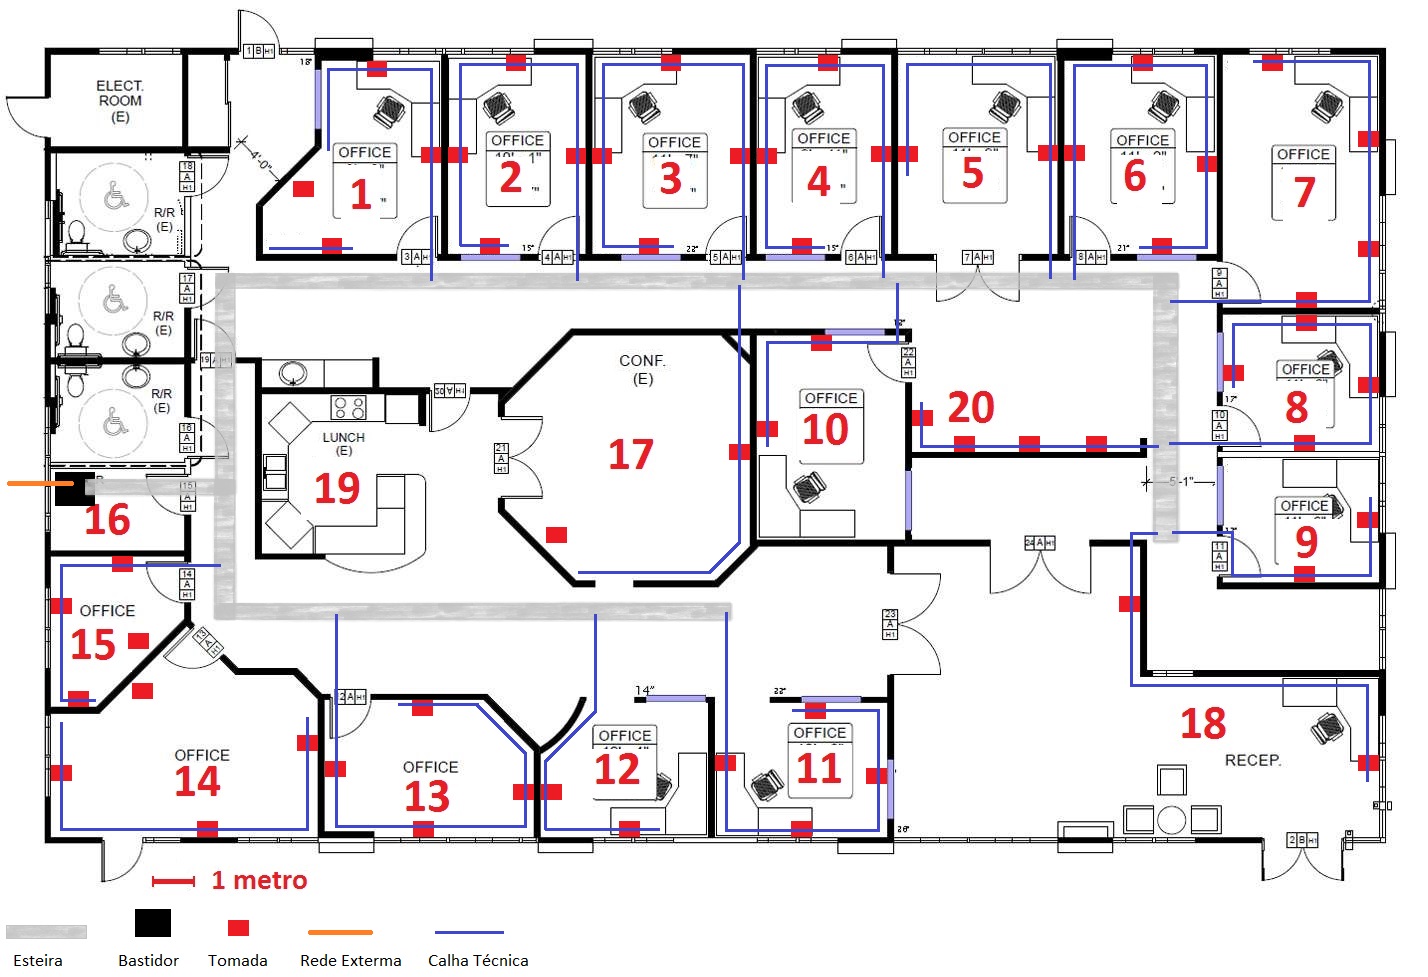 1 B H1
18"
ELECT.
ROOM
(E)
4'-0"
OFFICE
1
OFFICE
2
OFFICE
3
OFFICE
4
OFFICE
5
OFFICE
6
OFFICE
7
18
A
H1
R/R
(E)
3 A H1
15"
4 A H1
22"
5 A H1
15"
6 A H1
7 A H1
8 A H1
21"
9
A
H1
17
A
H1
R/R
(E)
19 A H1
R/R
(E)
16
A
H1
CONF.
(E)
17
22
A
H1
OFFICE
10
20
OFFICE
8
17"
10
A
H1
20 A H1
LUNCH
(E)
19
21
A
H1
15
A
H1
16
5'-1"
OFFICE
9
11
A
H1
24 A H1
14
A
H1
OFFICE
15
13 A H1
23
A
H1
2 A H1
14"
22"
OFFICE
14
OFFICE
13
OFFICE
12
OFFICE
11
18
RECEP.
26"
2 B H1
1 metro
Esteira
Bastidor
Tomada
Rede Exterma
Calha Técnica